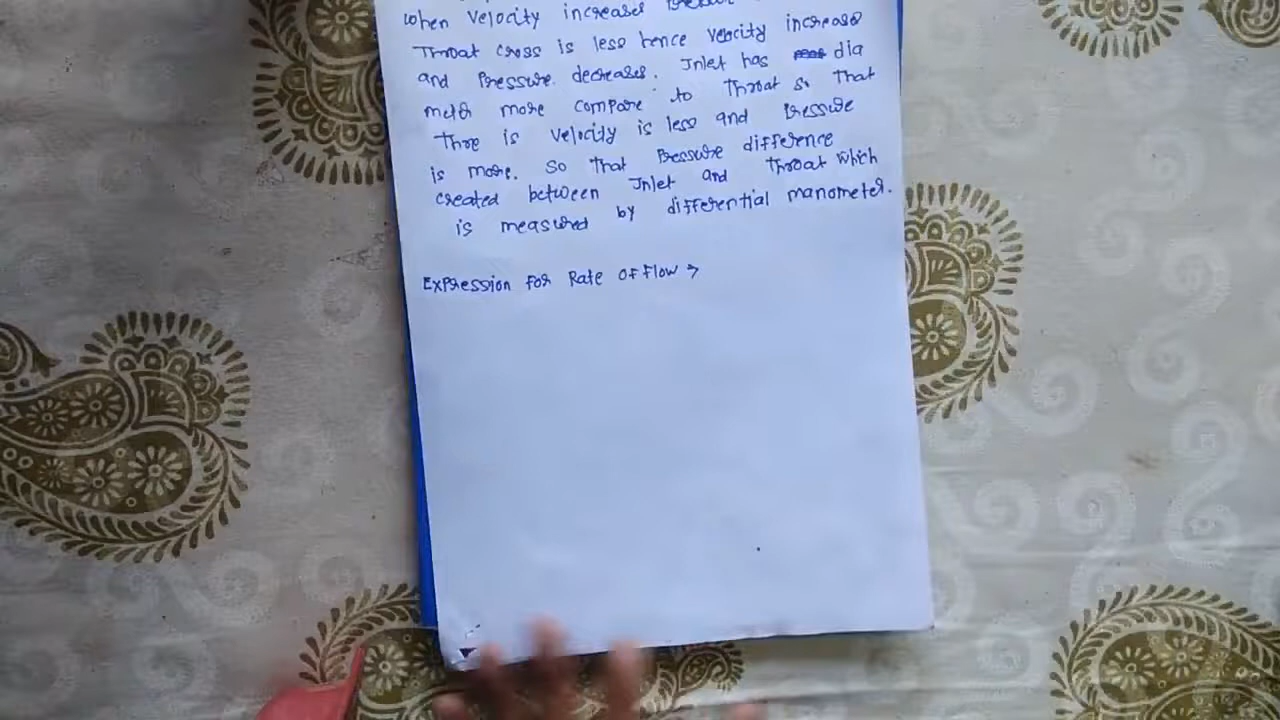 when velocity increases
Throat cross is less hence velocity increases
and Pressure decreases. Inlet has dia
more compare to Throat so that
is velocity is less and Pressure
is more. so that Pressure difference
created between Inlet and Throat which
is measured by differential manometer.
Expression for Rate of Flow →